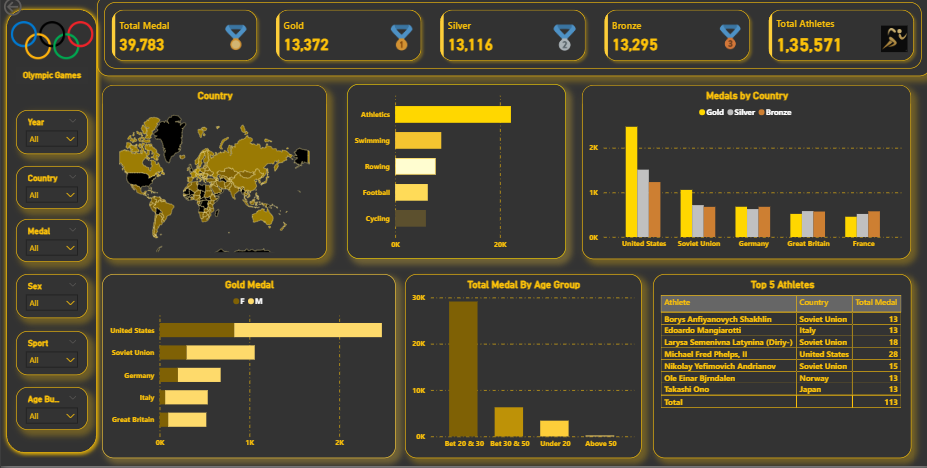 Olympic Games
Year
All
Country
All
Medal
All
Sex
All
Sport
All
Age Bu...
All
Total Medal
39,783
Gold
13,372
1
Silver
13,116
2
Bronze
13,295
3
Total Athletes
1,35,571
Country
Athletics
Swimming
Rowing
Football
Cycling
0K 20K
Medals by Country
Gold Silver Bronze
2K
1K
0K
United States Soviet Union Germany Great Britain France
Gold Medal
F M
United States
Soviet Union
Germany
Italy
Great Britain
0K 1K 2K
Total Medal By Age Group
30K
20K
10K
0K
Bet 20 & 30 Bet 30 & 50 Under 20 Above 50
Top 5 Athletes
Athlete Country Total Medal
Borys Anfiyanovych Shakhlin Soviet Union 13
Edoardo Mangiarotti Italy 13
Larysa Semenivna Latynina (Diriy-) Soviet Union 18
Michael Fred Phelps, II United States 28
Nikolay Yefimovich Andrianov Soviet Union 15
Ole Einar Bjrndalen Norway 13
Takashi Ono Japan 13
Total 113